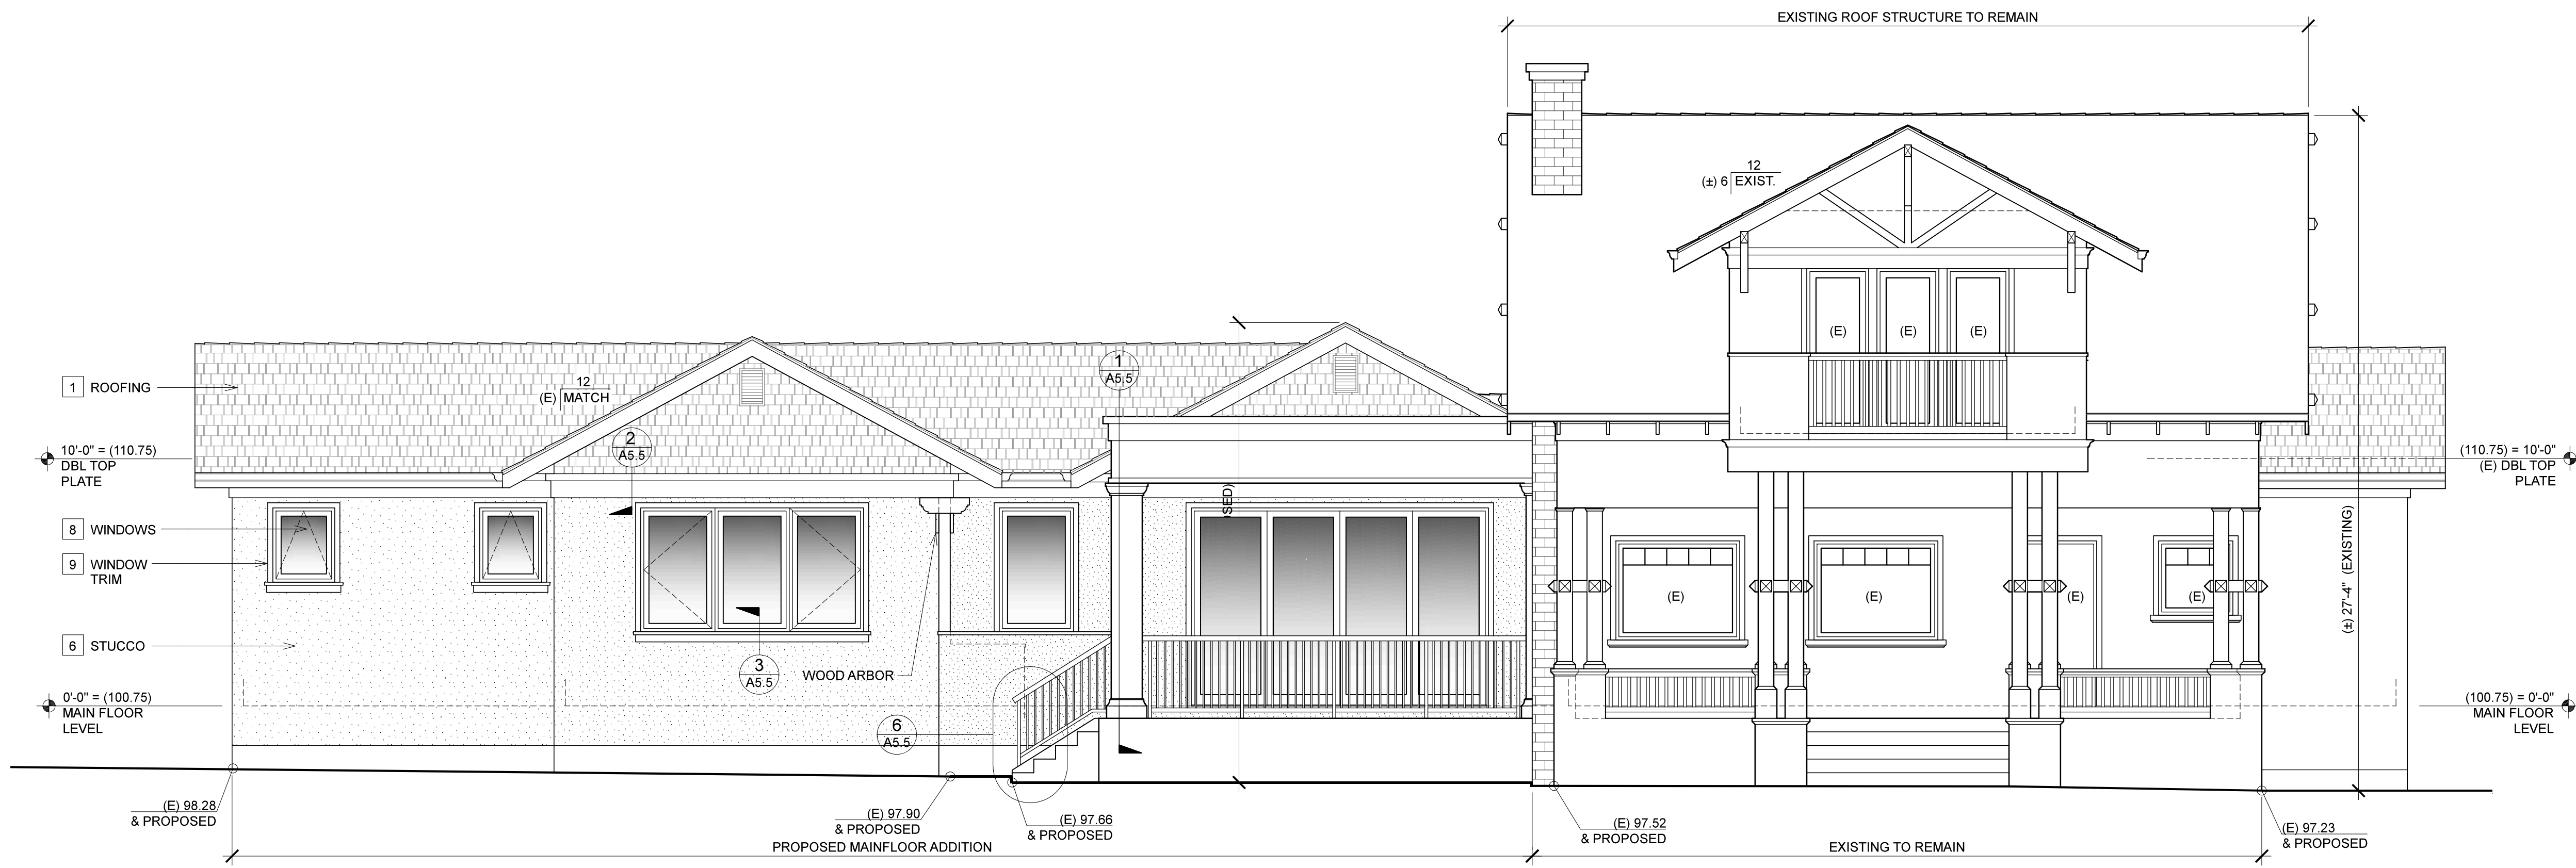 EXISTING ROOF STRUCTURE TO REMAIN
12
(±) 6 EXIST.
(E)
(E)
(E)
1 ROOFING
12
(E) MATCH
1
A5.5
2
A5.5
10'-0" = (110.75)
DBL TOP
PLATE
(110.75) = 10'-0"
(E) DBL TOP
PLATE
8 WINDOWS
9 WINDOW
TRIM
(±) 27'-4" (EXISTING)
(E)
(E)
(E)
(E)
6 STUCCO
3
A5.5
WOOD ARBOR
0'-0" = (100.75)
MAIN FLOOR
LEVEL
6
A5.5
(100.75) = 0'-0"
MAIN FLOOR
LEVEL
(E) 98.28
& PROPOSED
(E) 97.90
& PROPOSED
(E) 97.66
& PROPOSED
(E) 97.52
& PROPOSED
(E) 97.23
& PROPOSED
PROPOSED MAINFLOOR ADDITION
EXISTING TO REMAIN